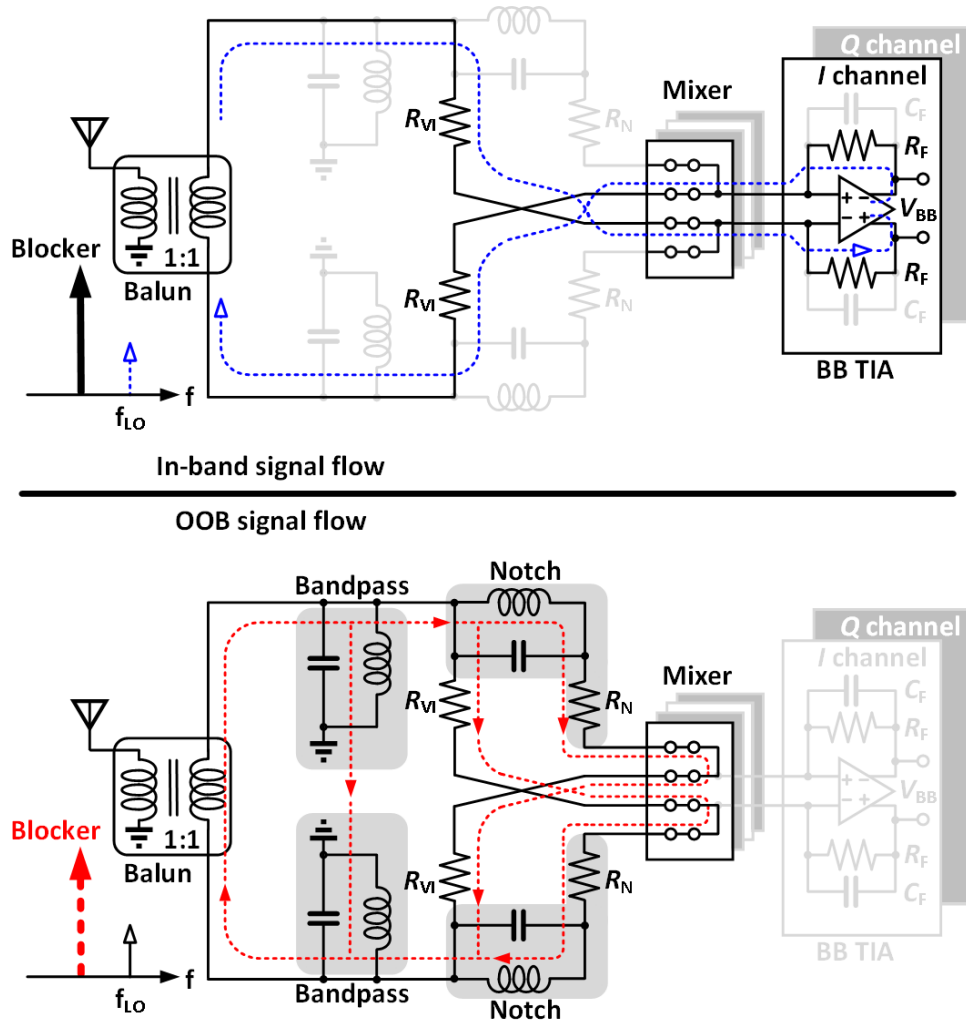 Q channel
I channel
Mixer
C_F
R_VI
R_N
R_F
V_BB
+ −
− +
Blocker
1:1
R_VI
R_N
R_F
Balun
C_F
BB TIA
f_LO
f
In-band signal flow
OOB signal flow
Notch
Bandpass
Q channel
I channel
Mixer
C_F
R_VI
R_N
R_F
V_BB
+ −
− +
Blocker
1:1
R_VI
R_N
R_F
Balun
C_F
BB TIA
f_LO
f
Bandpass
Notch